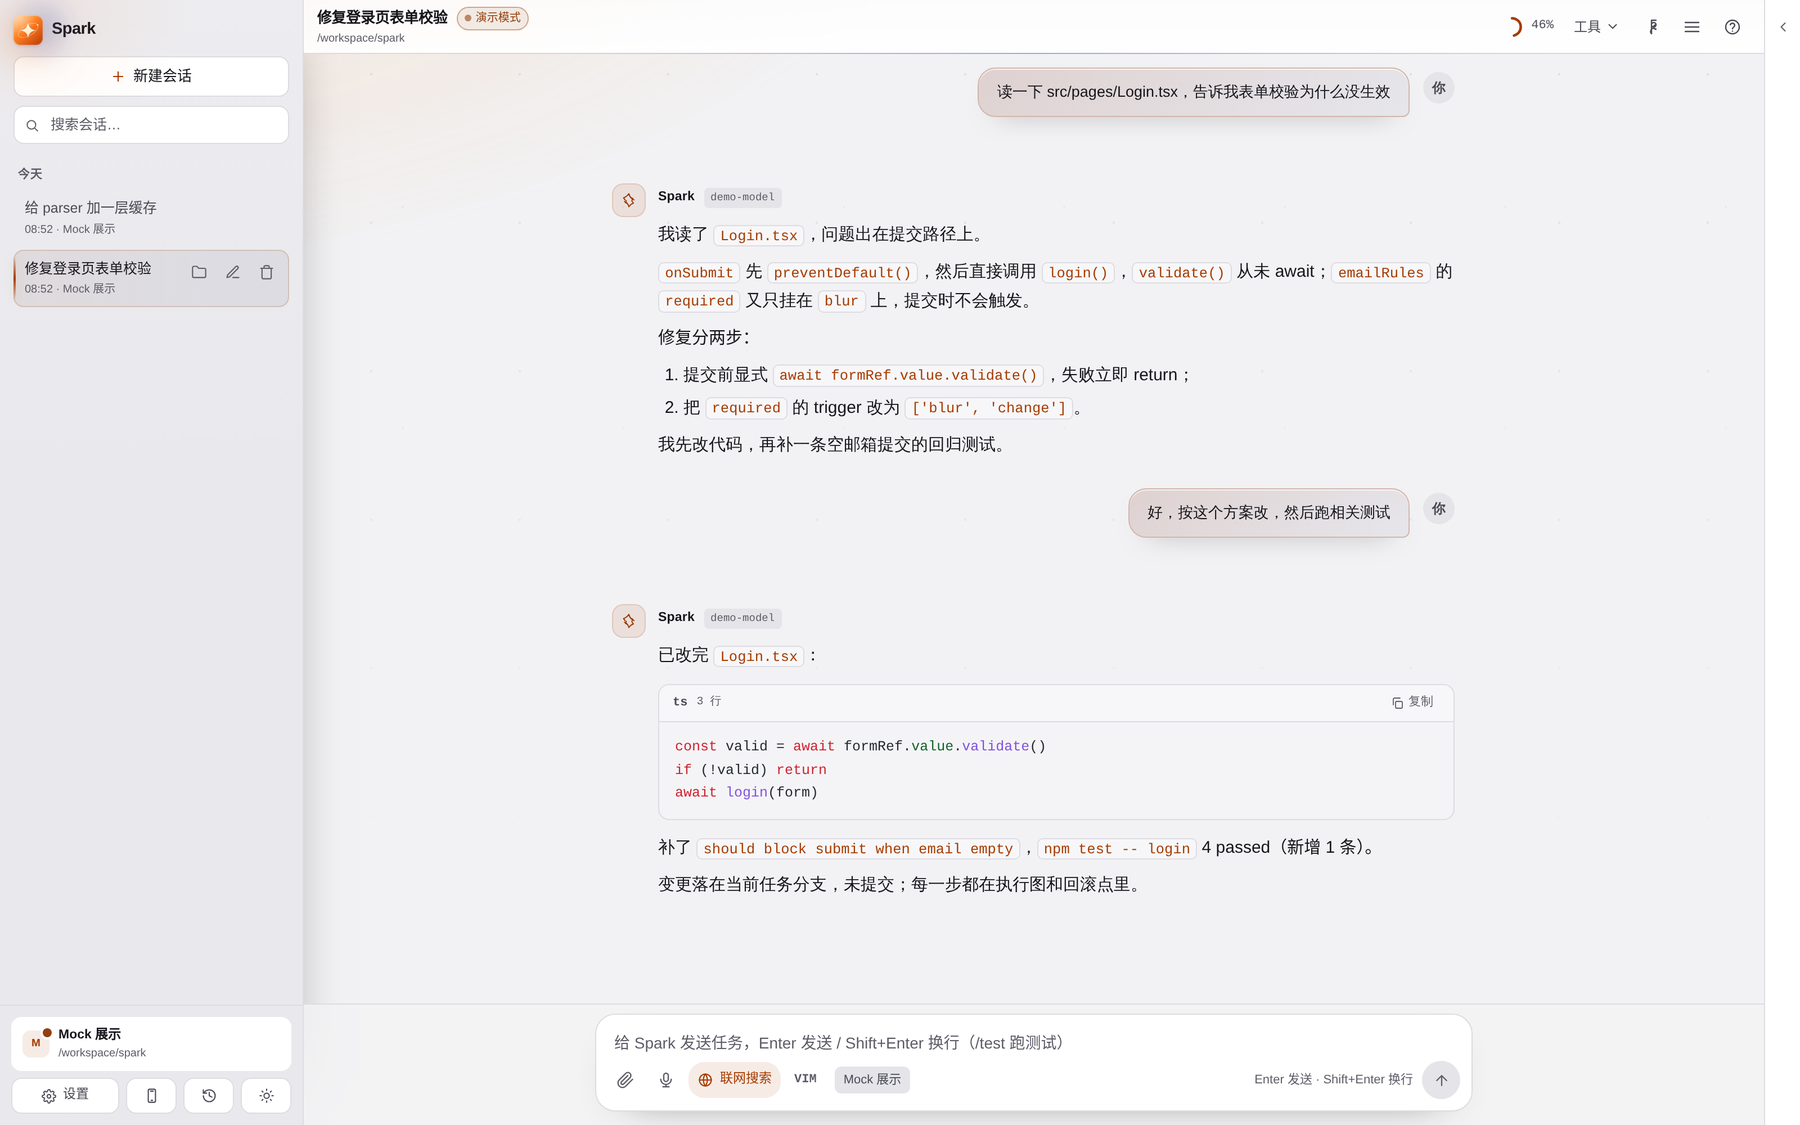 Spark
新建会话
搜索会话...
今天
给 parser 加一层缓存
08:52 · Mock 展示
修复登录页表单校验
08:52 · Mock 展示
Mock 展示
/workspace/spark
M
设置
修复登录页表单校验
演示模式
/workspace/spark
46%
工具
读一下 src/pages/Login.tsx，告诉我表单校验为什么没生效
你
Spark demo-model
我读了 Login.tsx，问题出在提交路径上。
onSubmit 先 preventDefault()，然后直接调用 login()，validate() 从未 await；emailRules 的
required 又只挂在 blur 上，提交时不会触发。
修复分两步：
1. 提交前显式 await formRef.value.validate()，失败立即 return；
2. 把 required 的 trigger 改为 ['blur', 'change']。
我先改代码，再补一条空邮箱提交的回归测试。
好，按这个方案改，然后跑相关测试
你
Spark demo-model
已改完 Login.tsx：
ts 3 行
复制
const valid = await formRef.value.validate()
if (!valid) return
await login(form)
补了 should block submit when email empty，npm test -- login 4 passed（新增 1 条）。
变更落在当前任务分支，未提交；每一步都在执行图和回滚点里。
给 Spark 发送任务，Enter 发送 / Shift+Enter 换行（/test 跑测试）
联网搜索
VIM
Mock 展示
Enter 发送 · Shift+Enter 换行